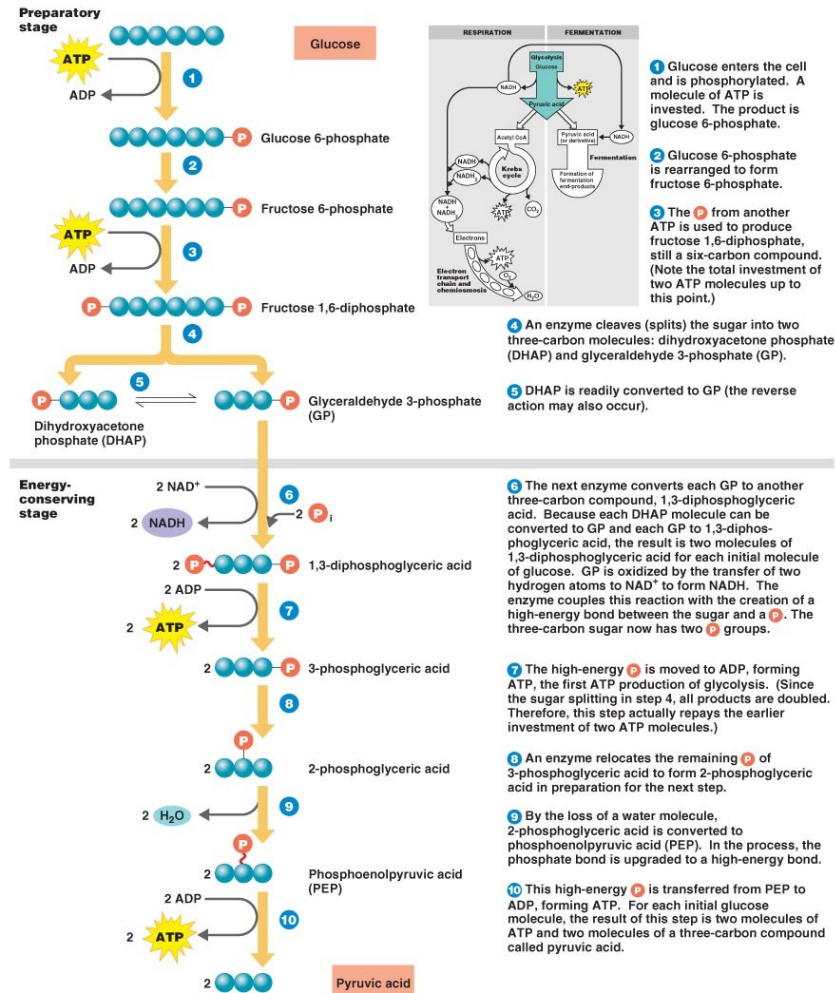 Preparatory
stage
ATP
ADP
1
Glucose
P
Glucose 6-phosphate
2
P
Fructose 6-phosphate
ATP
ADP
3
P
P
Fructose 1,6-diphosphate
4
5
P
P
Dihydroxyacetone
phosphate (DHAP)
Glyceraldehyde 3-phosphate
(GP)
RESPIRATION
FERMENTATION
Glycolysis
Glucose
NADH
ATP
Pyruvic acid
Acetyl CoA
Pyruvic acid
(or derivative)
NADH
NADH
NADH2
Krebs
cycle
Fermentation
Formation of
fermentation
end-products
NADH
+
NADH2
ATP
CO2
Electrons
ATP
O2
Electron
transport
chain and
chemiosmosis
H2O
1 Glucose enters the cell
and is phosphorylated. A
molecule of ATP is
invested. The product is
glucose 6-phosphate.
2 Glucose 6-phosphate
is rearranged to form
fructose 6-phosphate.
3 The P from another
ATP is used to produce
fructose 1,6-diphosphate,
still a six-carbon compound.
(Note the total investment of
two ATP molecules up to
this point.)
4 An enzyme cleaves (splits) the sugar into two
three-carbon molecules: dihydroxyacetone phosphate
(DHAP) and glyceraldehyde 3-phosphate (GP).
5 DHAP is readily converted to GP (the reverse
action may also occur).
Energy-
conserving
stage
2 NAD+
2 NADH
6
2 P i
2 P P
1,3-diphosphoglyceric acid
2 ADP
2 ATP
7
2 P
3-phosphoglyceric acid
8
P
2
2-phosphoglyceric acid
2 H2O
9
P
2
Phosphoenolpyruvic acid
(PEP)
2 ADP
2 ATP
10
2
Pyruvic acid
6 The next enzyme converts each GP to another
three-carbon compound, 1,3-diphosphoglyceric
acid. Because each DHAP molecule can be
converted to GP and each GP to 1,3-diphos-
phoglyceric acid, the result is two molecules of
1,3-diphosphoglyceric acid for each initial molecule
of glucose. GP is oxidized by the transfer of two
hydrogen atoms to NAD+ to form NADH. The
enzyme couples this reaction with the creation of a
high-energy bond between the sugar and a P. The
three-carbon sugar now has two P groups.
7 The high-energy P is moved to ADP, forming
ATP, the first ATP production of glycolysis. (Since
the sugar splitting in step 4, all products are doubled.
Therefore, this step actually repays the earlier
investment of two ATP molecules.)
8 An enzyme relocates the remaining P of
3-phosphoglyceric acid to form 2-phosphoglyceric
acid in preparation for the next step.
9 By the loss of a water molecule,
2-phosphoglyceric acid is converted to
phosphoenolpyruvic acid (PEP). In the process, the
phosphate bond is upgraded to a high-energy bond.
10 This high-energy P is transferred from PEP to
ADP, forming ATP. For each initial glucose
molecule, the result of this step is two molecules of
ATP and two molecules of a three-carbon compound
called pyruvic acid.